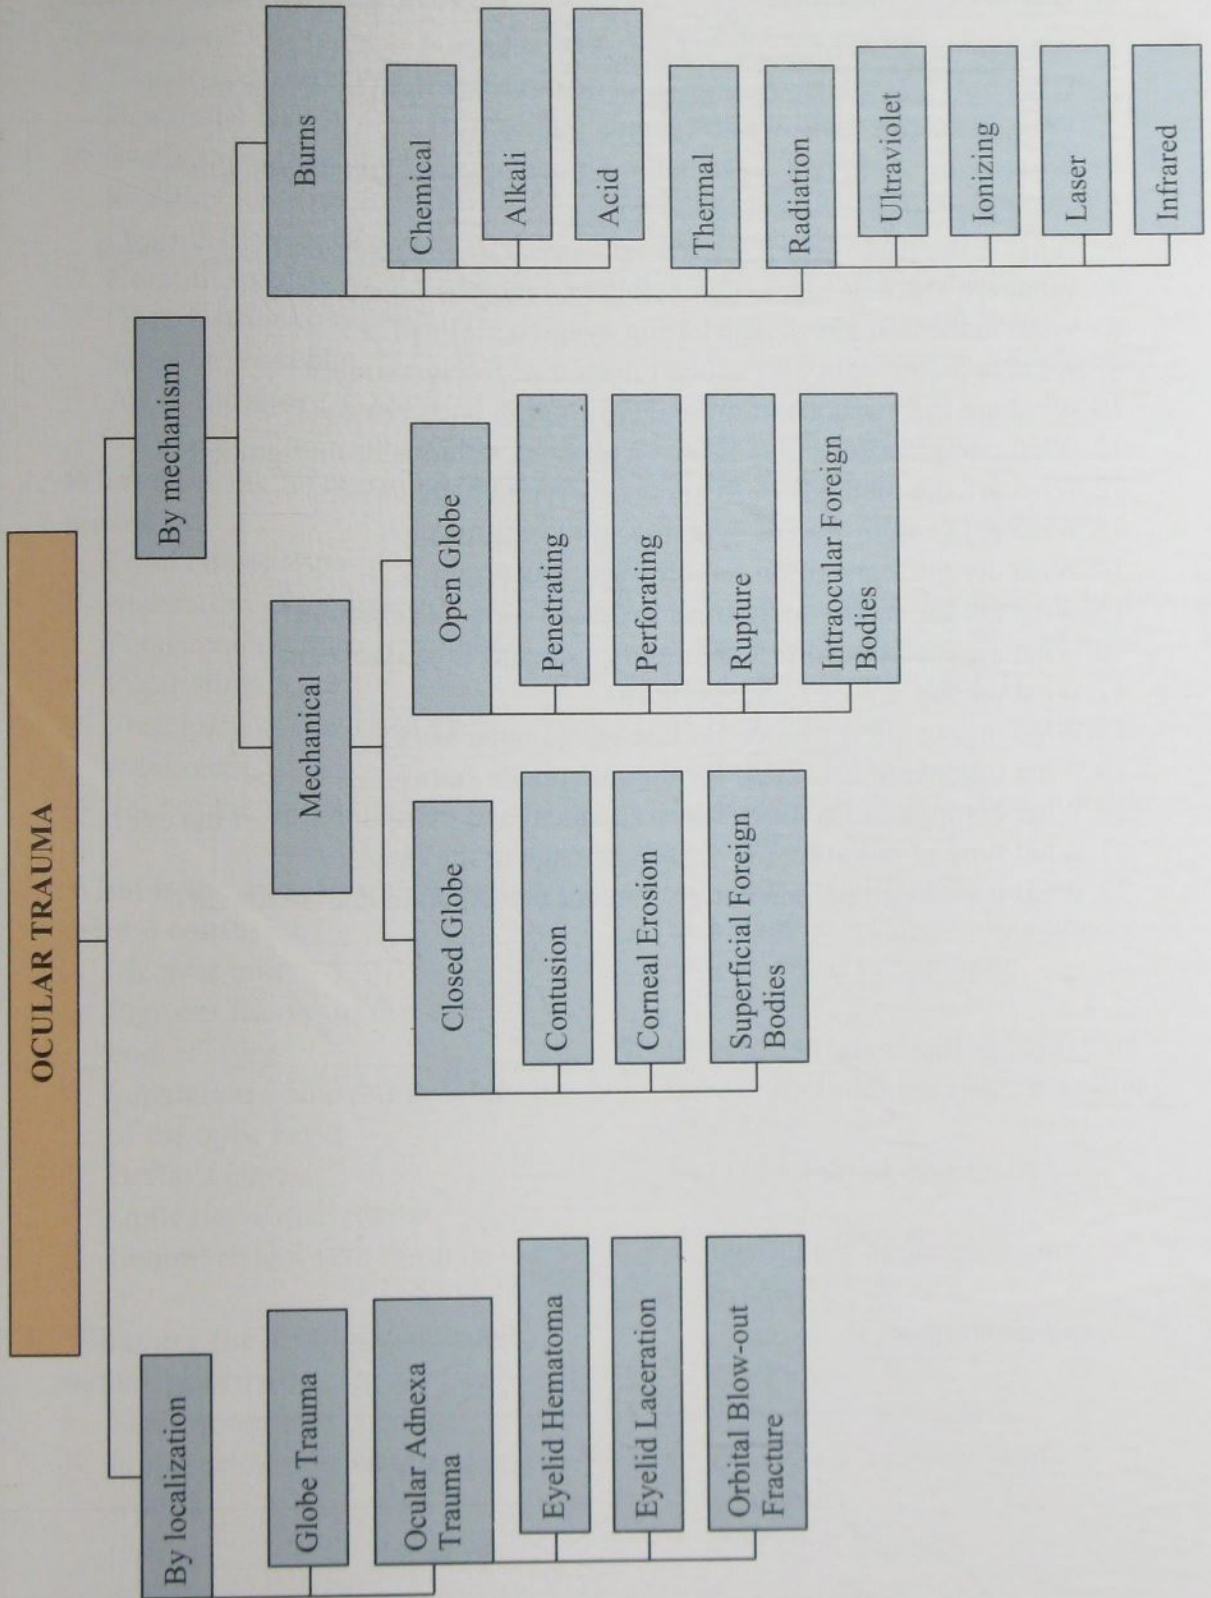 OCULAR TRAUMA
By localization
Globe Trauma
Ocular Adnexa
Trauma
Eyelid Hematoma
Eyelid Laceration
Orbital Blow-out
Fracture
By mechanism
Mechanical
Closed Globe
Contusion
Corneal Erosion
Superficial Foreign
Bodies
Open Globe
Penetrating
Perforating
Rupture
Intraocular Foreign
Bodies
Burns
Chemical
Alkali
Acid
Thermal
Radiation
Ultraviolet
Ionizing
Laser
Infrared